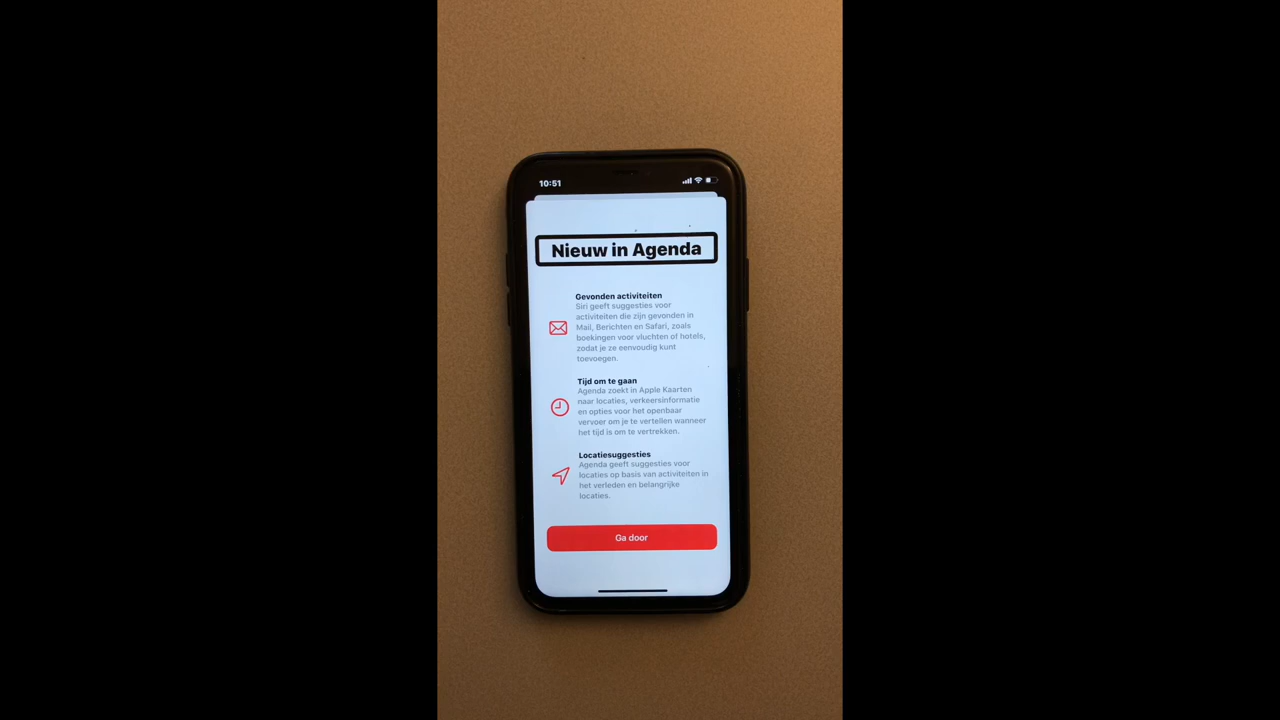 10:51
Nieuw in Agenda
Gevonden activiteiten
Siri geeft suggesties voor
activiteiten die zijn gevonden in
Mail, Berichten en Safari, zoals
boekingen voor vluchten of hotels,
zodat je ze eenvoudig kunt
toevoegen.
Tijd om te gaan
Agenda zoekt in Apple Kaarten
naar locaties, verkeersinformatie
en opties voor het openbaar
vervoer om je te vertellen wanneer
het tijd is om te vertrekken.
Locatiesuggesties
Agenda geeft suggesties voor
locaties op basis van activiteiten in
het verleden en belangrijke
locaties.
Ga door